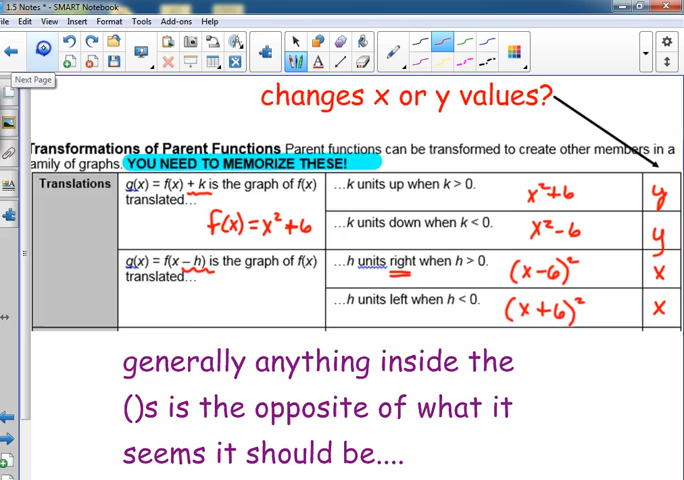 1.5 Notes - SMART Notebook
File Edit View Insert Format Tools Add-ons Help
Next Page
changes x or y values?
Transformations of Parent Functions Parent functions can be transformed to create other members in a
amily of graphs. YOU NEED TO MEMORIZE THESE!
Translations
g(x) = f(x) + k is the graph of f(x)
translated…
f(x) = x² + 6
…k units up when k > 0.
x² + 6
y
…k units down when k < 0.
x² - 6
y
g(x) = f(x – h) is the graph of f(x)
translated…
…h units right when h > 0.
(x - 6)²
x
…h units left when h < 0.
(x + 6)²
x
generally anything inside the
()s is the opposite of what it
seems it should be....